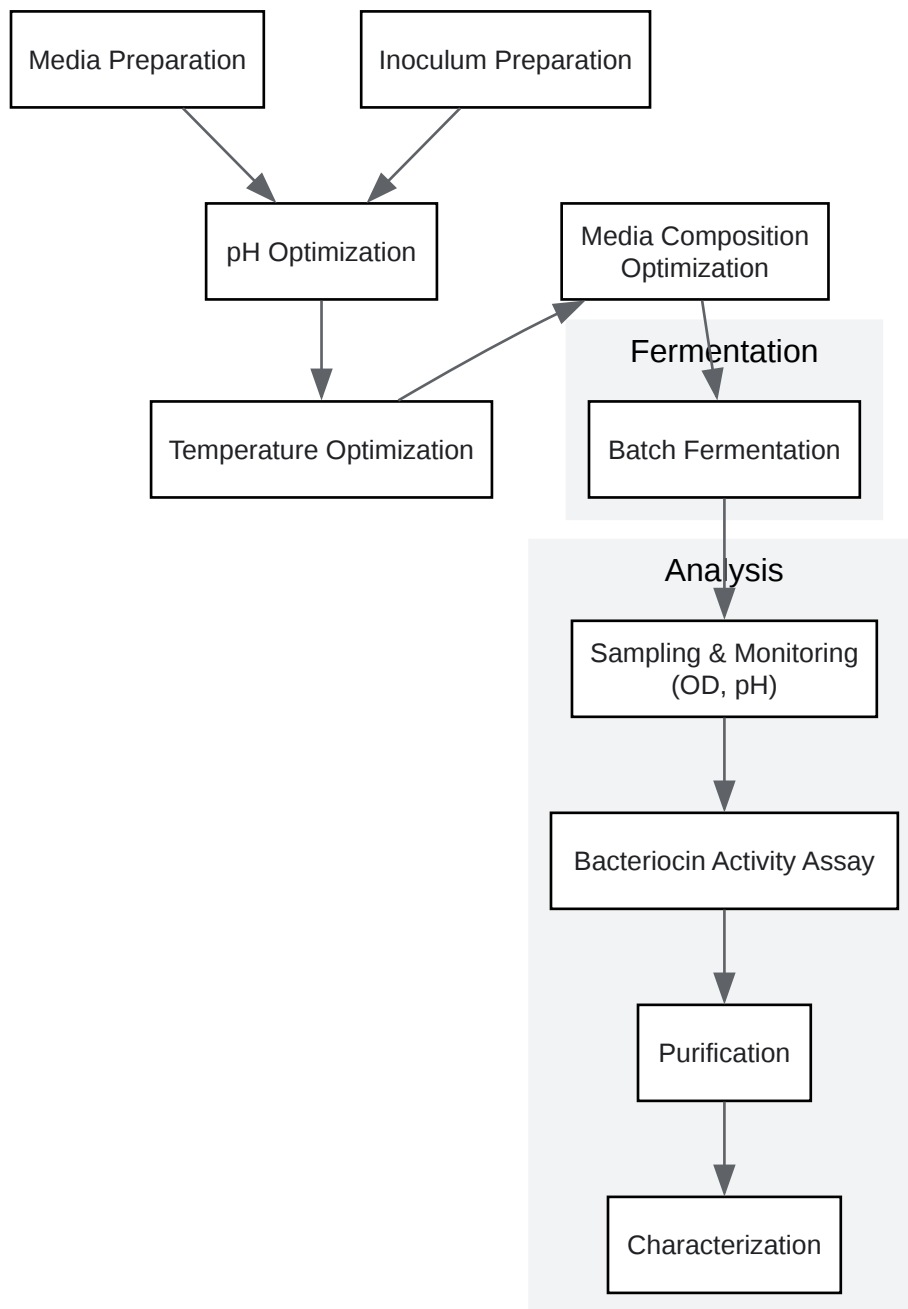 Media Preparation
Inoculum Preparation
pH Optimization
Media Composition
Optimization
Fermentation
Temperature Optimization
Batch Fermentation
Analysis
Sampling & Monitoring
(OD, pH)
Bacteriocin Activity Assay
Purification
Characterization